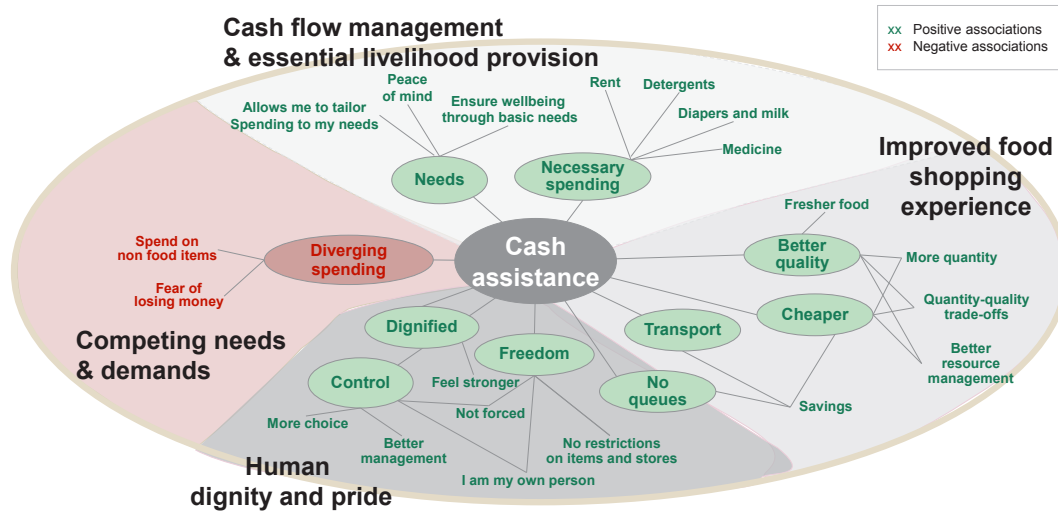 Cash flow management
& essential livelihood provision
xx Positive associations
xx Negative associations
Peace
of mind
Allows me to tailor
Spending to my needs
Ensure wellbeing
through basic needs
Rent
Detergents
Diapers and milk
Medicine
Needs
Necessary
spending
Improved food
shopping
experience
Fresher food
Better
quality
More quantity
Cheaper
Quantity-quality
trade-offs
Better
resource
management
Transport
No
queues
Savings
Cash
assistance
Diverging
spending
Spend on
non food items
Fear of
losing money
Competing needs
& demands
Dignified
Freedom
Control
Feel stronger
Not forced
More choice
Better
management
No restrictions
on items and stores
I am my own person
Human
dignity and pride